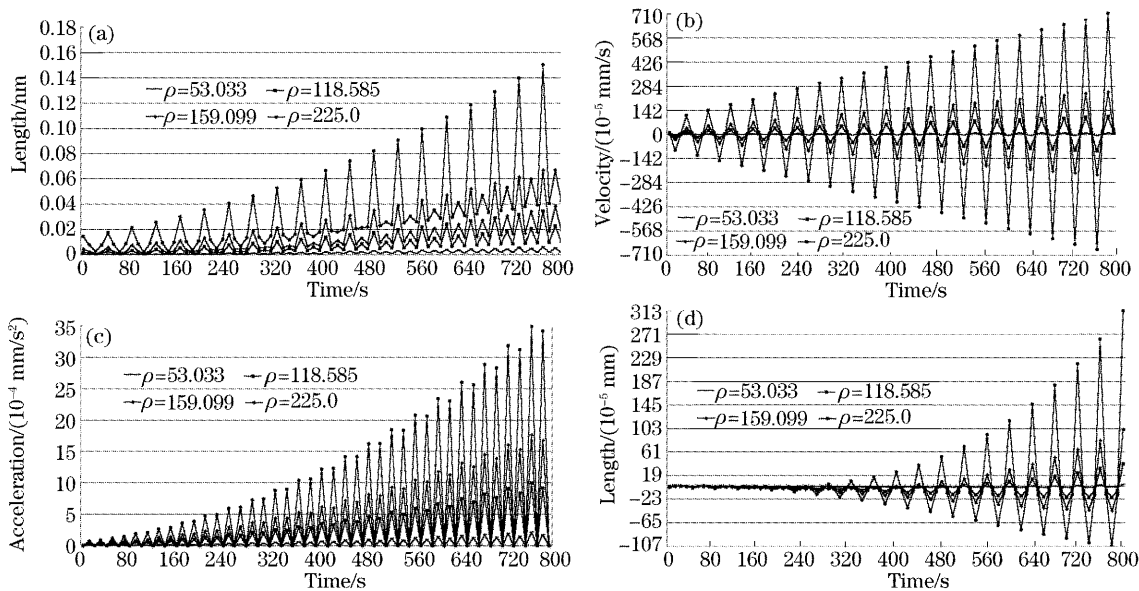 (a)
0.18
0.16
0.14
0.12
0.10
0.08
0.06
0.04
0.02
0
Length/nm
ρ=53.033 ρ=118.585
ρ=159.099 ρ=225.0
0 80 160 240 320 400 480 560 640 720 800
Time/s
(b)
710
568
426
284
142
0
−142
−284
−426
−568
−710
Velocity/(10⁻⁵ mm/s)
ρ=53.033 ρ=118.585
ρ=159.099 ρ=225.0
0 80 160 240 320 400 480 560 640 720 800
Time/s
(c)
35
30
25
20
15
10
5
0
Acceleration/(10⁻⁴ mm/s²)
ρ=53.033 ρ=118.585
ρ=159.099 ρ=225.0
0 80 160 240 320 400 480 560 640 720 800
Time/s
(d)
313
271
229
187
145
103
61
19
−23
−65
−107
Length/(10⁻⁵ mm)
ρ=53.033 ρ=118.585
ρ=159.099 ρ=225.0
0 80 160 240 320 400 480 560 640 720 800
Time/s